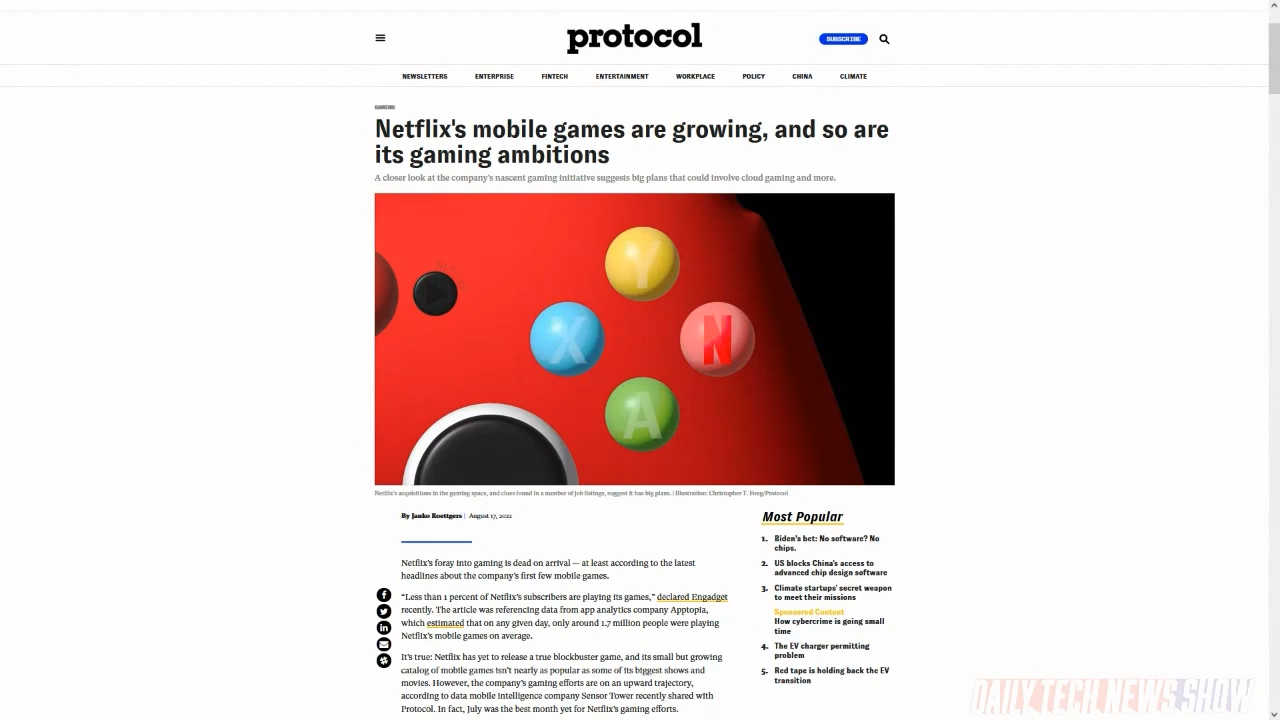 protocol
SUBSCRIBE
NEWSLETTERS ENTERPRISE FINTECH ENTERTAINMENT WORKPLACE POLICY CHINA CLIMATE
GAMING
Netflix's mobile games are growing, and so are
its gaming ambitions
A closer look at the company's nascent gaming initiative suggests big plans that could involve cloud gaming and more.
Y
X
N
A
Netflix's acquisitions in the gaming space, and clues found in a number of job listings, suggest it has big plans. | Illustration: Christopher T. Fong/Protocol
By Janko Roettgers | August 17, 2022
Netflix's foray into gaming is dead on arrival — at least according to the latest
headlines about the company's first few mobile games.
“Less than 1 percent of Netflix's subscribers are playing its games,” declared Engadget
recently. The article was referencing data from app analytics company Apptopia,
which estimated that on any given day, only around 1.7 million people were playing
Netflix's mobile games on average.
It's true: Netflix has yet to release a true blockbuster game, and its small but growing
catalog of mobile games isn't nearly as popular as some of its biggest shows and
movies. However, the company's gaming efforts are on an upward trajectory,
according to data mobile intelligence company Sensor Tower recently shared with
Protocol. In fact, July was the best month yet for Netflix's gaming efforts.
Most Popular
1. Biden's bet: No software? No
chips.
2. US blocks China's access to
advanced chip design software
3. Climate startups' secret weapon
to meet their missions
Sponsored Content
How cybercrime is going small
time
4. The EV charger permitting
problem
5. Red tape is holding back the EV
transition
DAILY TECH NEWS SHOW